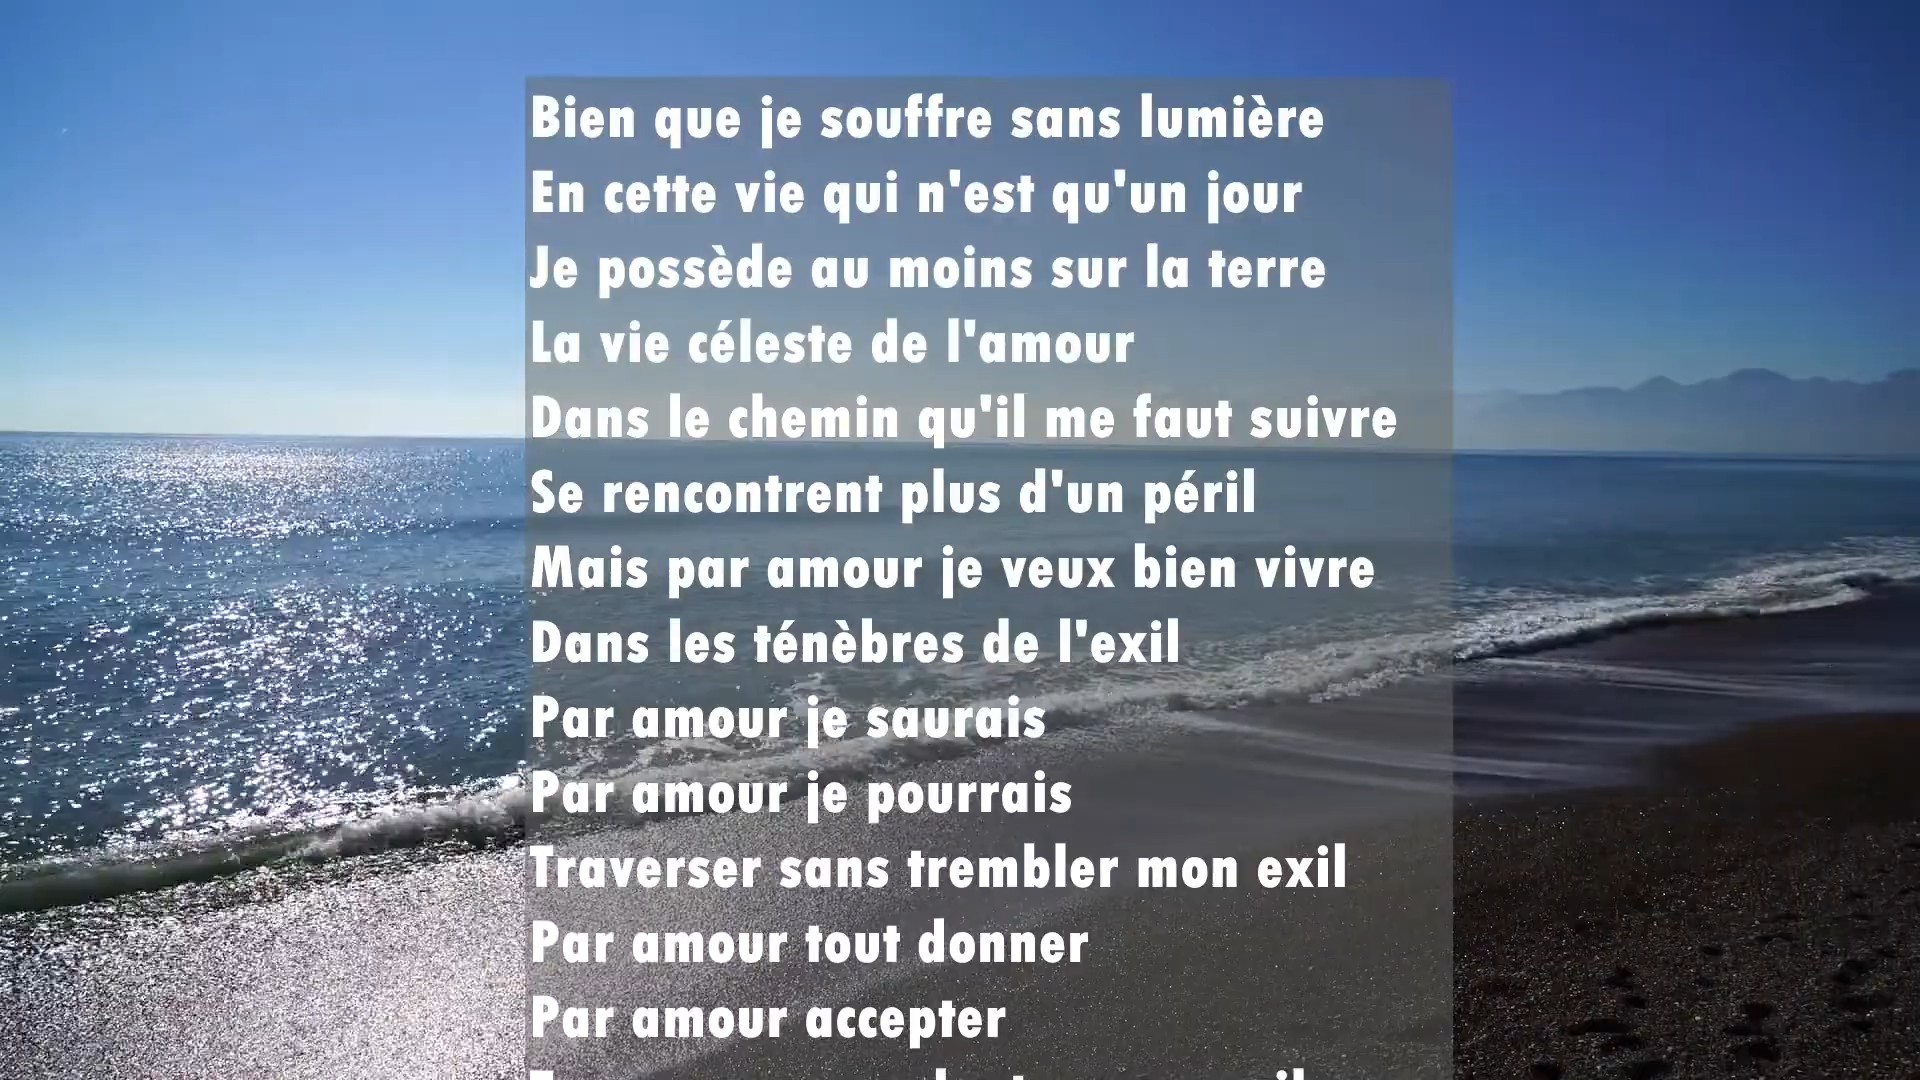 Bien que je souffre sans lumière
En cette vie qui n'est qu'un jour
Je possède au moins sur la terre
La vie céleste de l'amour
Dans le chemin qu'il me faut suivre
Se rencontrent plus d'un péril
Mais par amour je veux bien vivre
Dans les ténèbres de l'exil
Par amour je saurais
Par amour je pourrais
Traverser sans trembler mon exil
Par amour tout donner
Par amour accepter